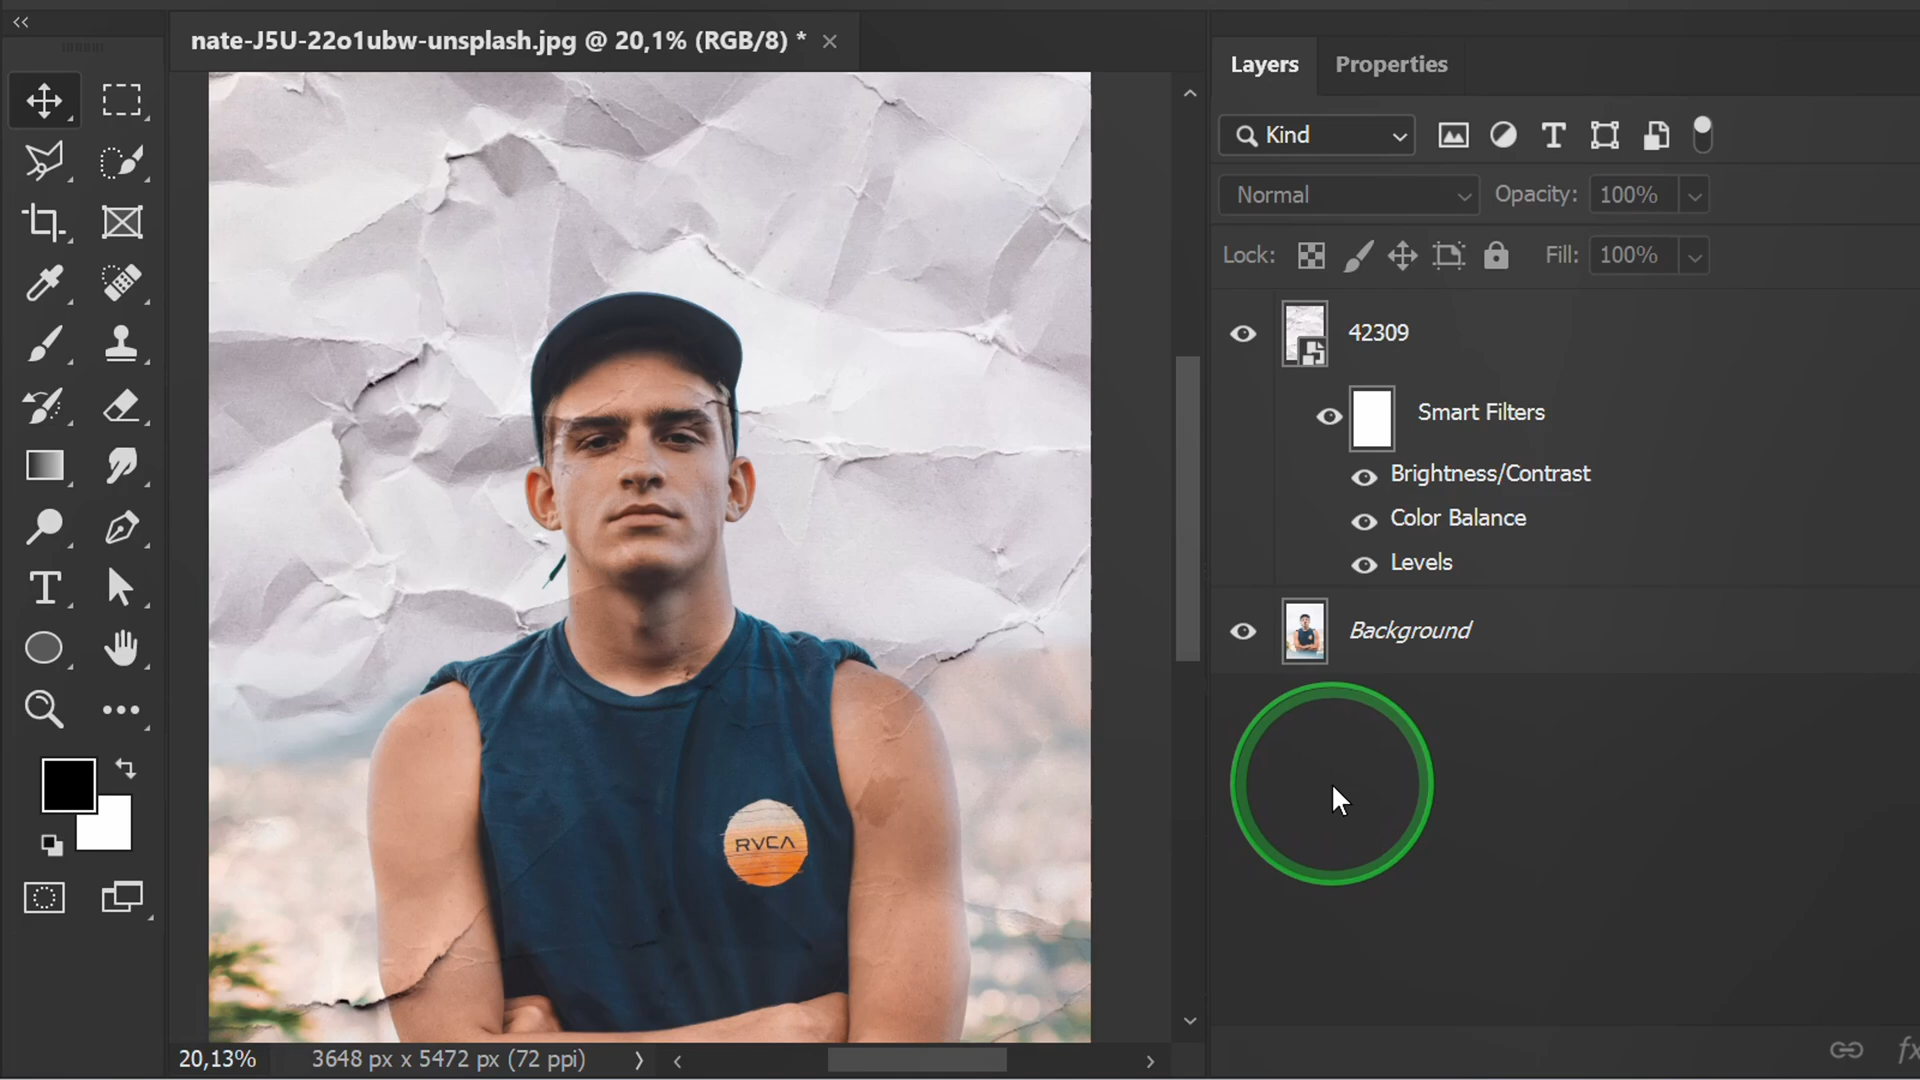 nate-J5U-22o1ubw-unsplash.jpg @ 20,1% (RGB/8) *
Layers
Properties
Kind
Normal
Opacity: 100%
Lock:
Fill: 100%
42309
Smart Filters
Brightness/Contrast
Color Balance
Levels
Background
RVCA
20,13%
3648 px x 5472 px (72 ppi)
fx